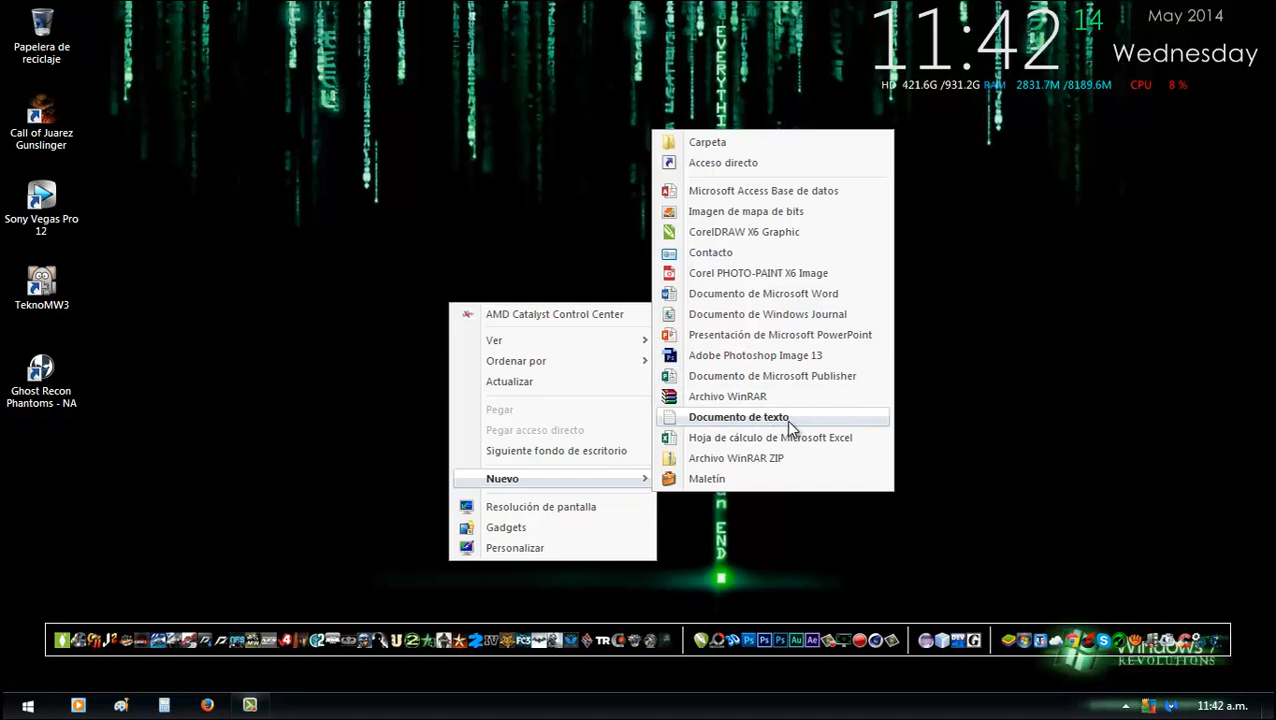 Papelera de
reciclaje
Call of Juarez
Gunslinger
Sony Vegas Pro
12
TeknoMW3
Ghost Recon
Phantoms - NA
11:42
14
May 2014
Wednesday
HD 421.6G /931.2G RAM 2831.7M /8189.6M CPU 8 %
EVERYTHI
Carpeta
Acceso directo
Microsoft Access Base de datos
Imagen de mapa de bits
CorelDRAW X6 Graphic
Contacto
Corel PHOTO-PAINT X6 Image
Documento de Microsoft Word
Documento de Windows Journal
Presentación de Microsoft PowerPoint
Adobe Photoshop Image 13
Documento de Microsoft Publisher
Archivo WinRAR
Documento de texto
Hoja de cálculo de Microsoft Excel
Archivo WinRAR ZIP
Maletín
AMD Catalyst Control Center
Ver
Ordenar por
Actualizar
Pegar
Pegar acceso directo
Siguiente fondo de escritorio
Nuevo
Resolución de pantalla
Gadgets
Personalizar
END
Windows 7
REVOLUTIONS
11:42 a.m.